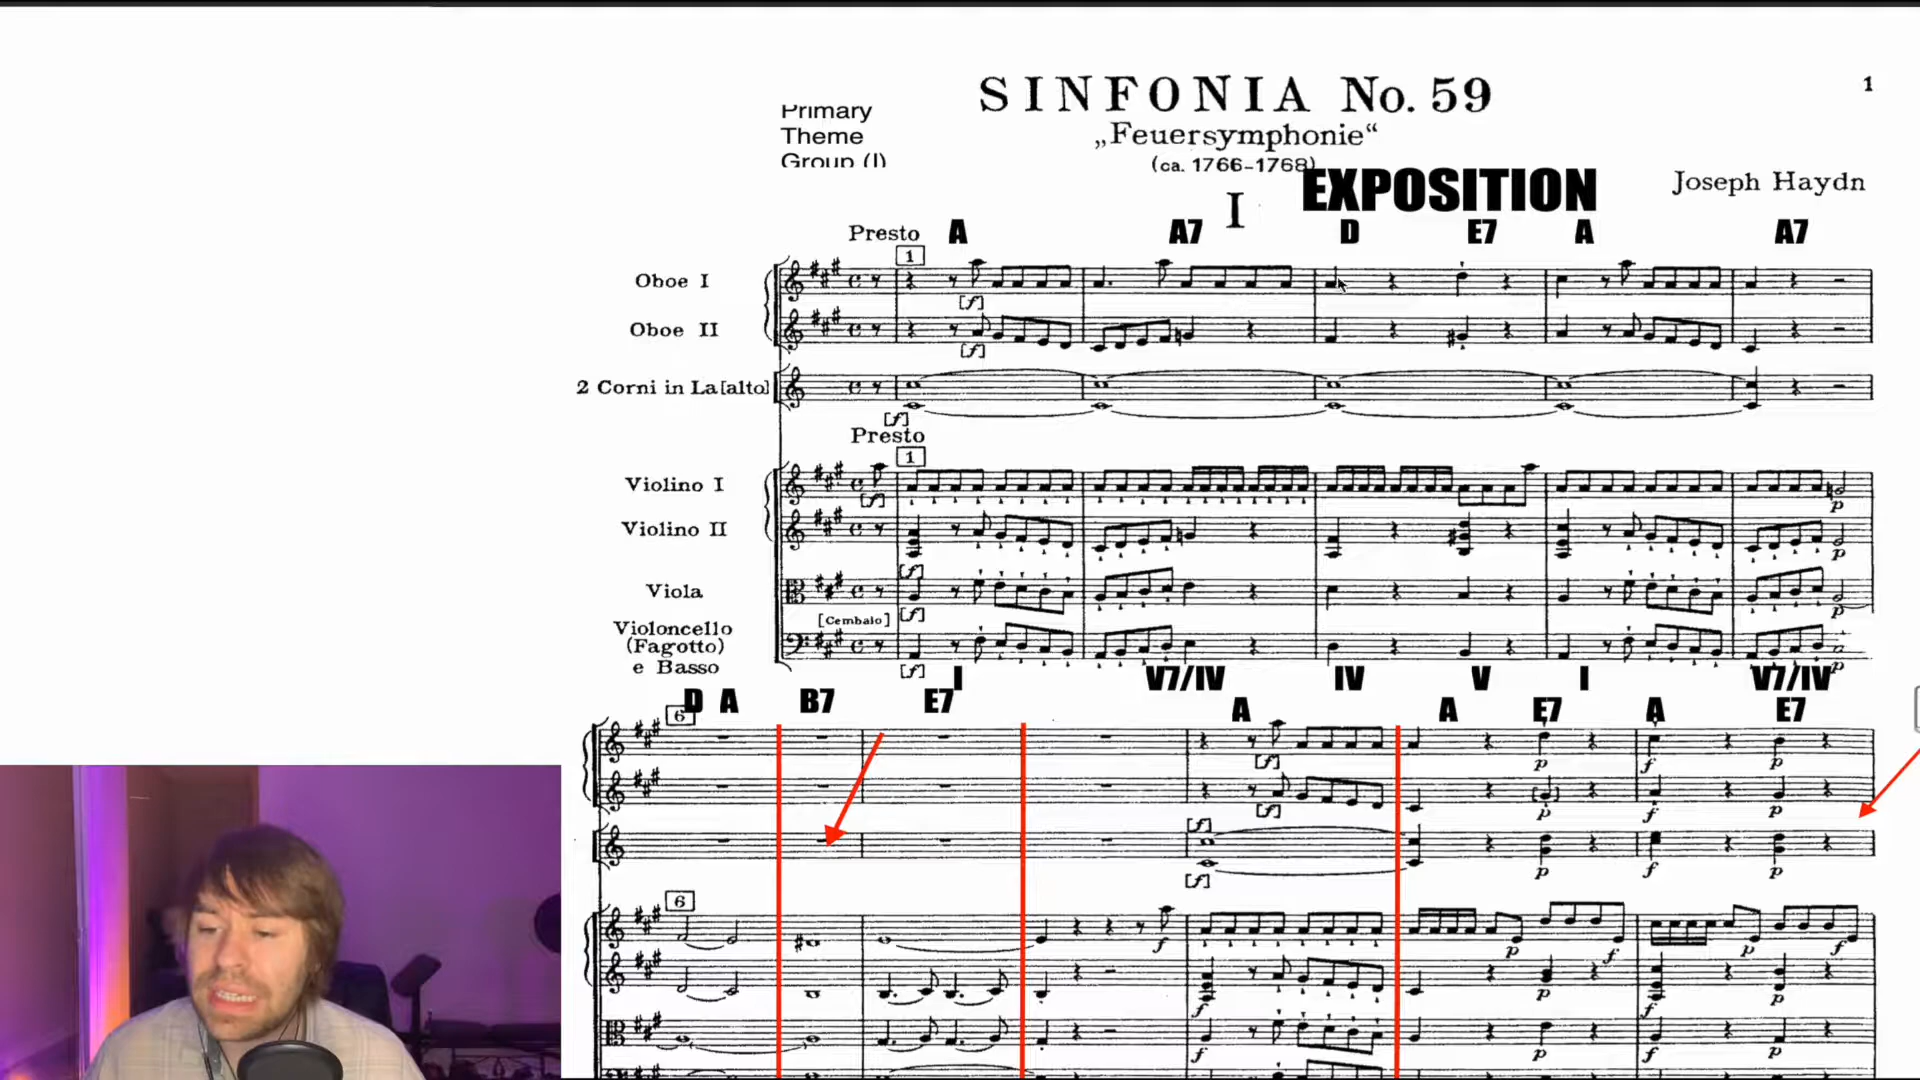 SINFONIA No. 59
1
Primary
Theme
Group (I)
„Feuersymphonie“
(ca. 1766-1768)
I
EXPOSITION
Joseph Haydn
Presto A A7 D E7 A A7
1
Oboe I
[f]
Oboe II
[f]
2 Corni in La[alto]
[f]
Presto
1
Violino I
[f]
p
Violino II
[f]
p
Viola
[f]
p
[Cembalo]
Violoncello
(Fagotto)
e Basso
[f]
p
I V7/IV IV V I V7/IV
D A B7 E7 A A E7 A E7
6
[f] p f p
[f] p f p
[f]
p f p
[f]
6
f p f p f
f p f p
f p f p